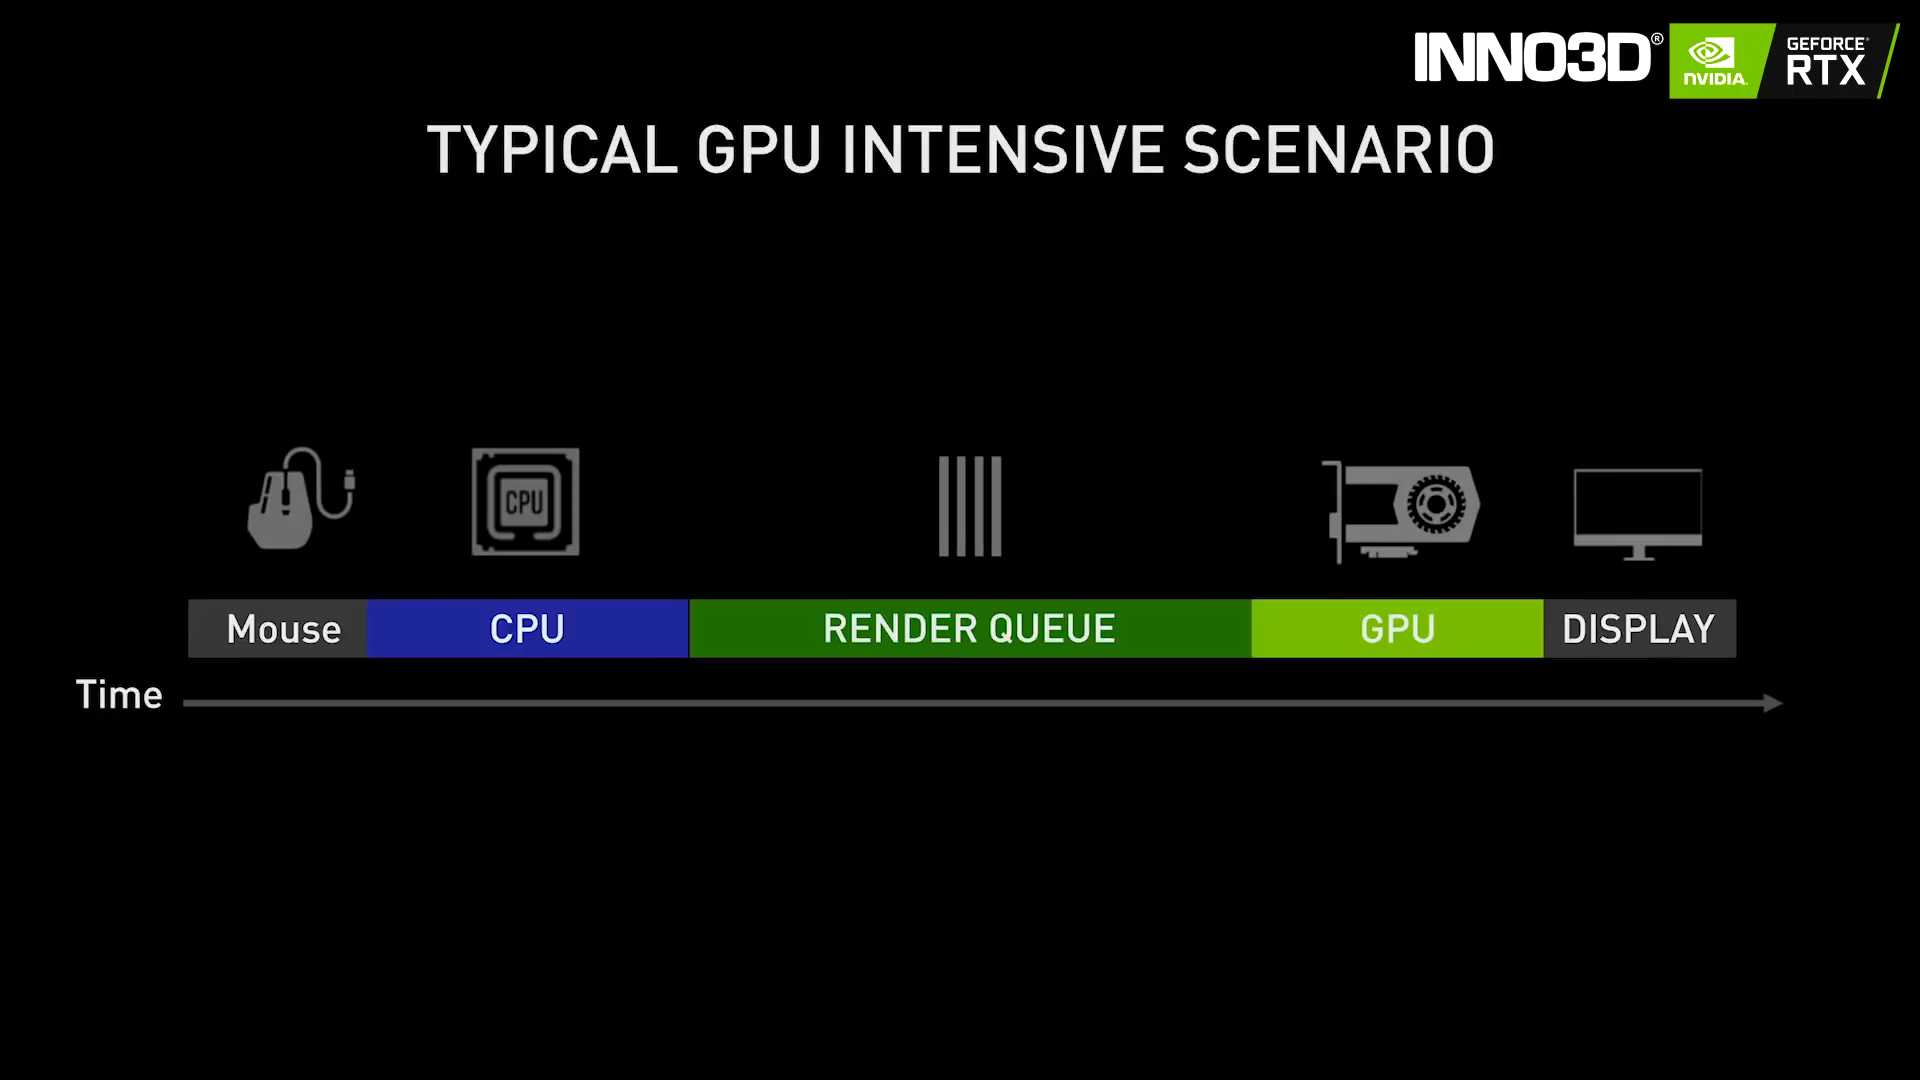 INNO3D®
NVIDIA.
GEFORCE®
RTX
TYPICAL GPU INTENSIVE SCENARIO
CPU
Mouse
CPU
RENDER QUEUE
GPU
DISPLAY
Time